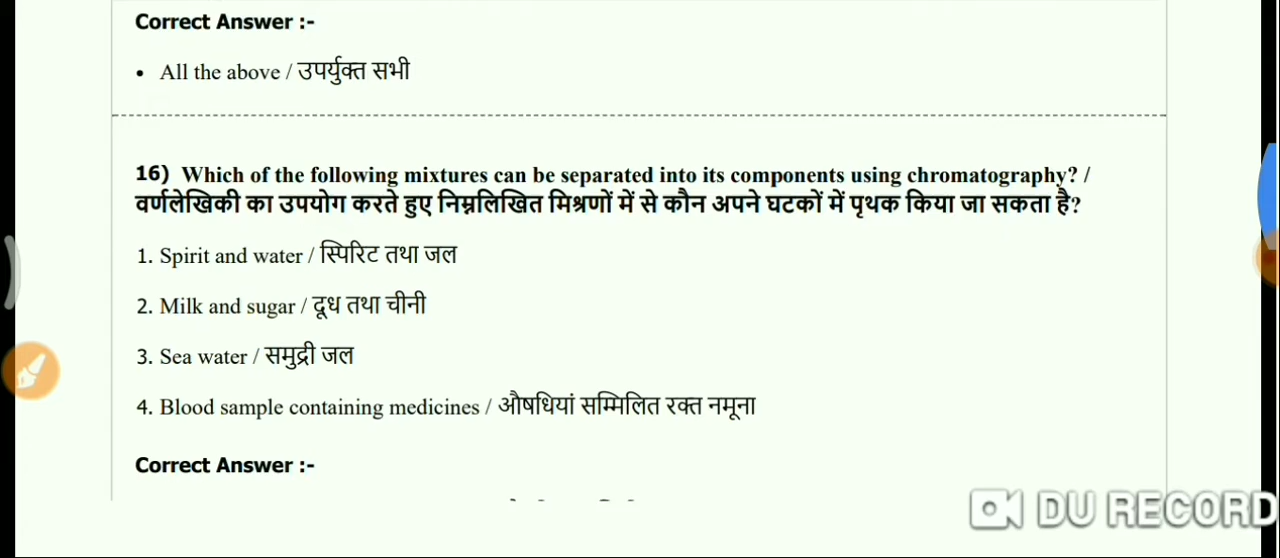 Correct Answer :-
• All the above / उपर्युक्त सभी
16) Which of the following mixtures can be separated into its components using chromatography? /
वर्णलेखिकी का उपयोग करते हुए निम्नलिखित मिश्रणों में से कौन अपने घटकों में पृथक किया जा सकता है?
1. Spirit and water / स्पिरिट तथा जल
2. Milk and sugar / दूध तथा चीनी
3. Sea water / समुद्री जल
4. Blood sample containing medicines / औषधियां सम्मिलित रक्त नमूना
Correct Answer :-
DU RECORD